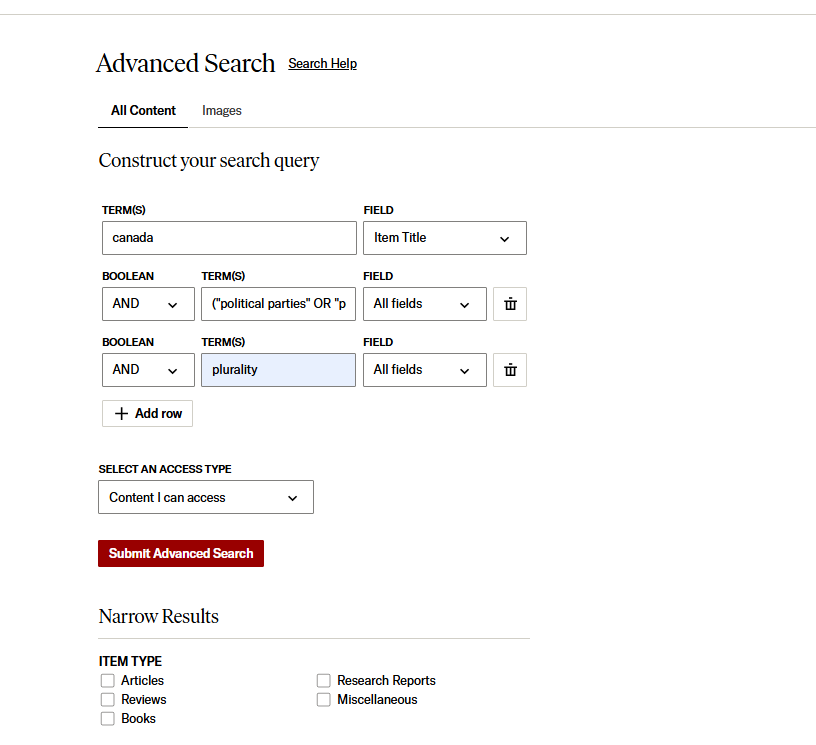 Advanced Search Search Help
All Content Images
Construct your search query
TERM(S) FIELD
canada Item Title
BOOLEAN TERM(S) FIELD
AND ("political parties" OR "p All fields
BOOLEAN TERM(S) FIELD
AND plurality All fields
Add row
SELECT AN ACCESS TYPE
Content I can access
Submit Advanced Search
Narrow Results
ITEM TYPE
Articles Research Reports
Reviews Miscellaneous
Books